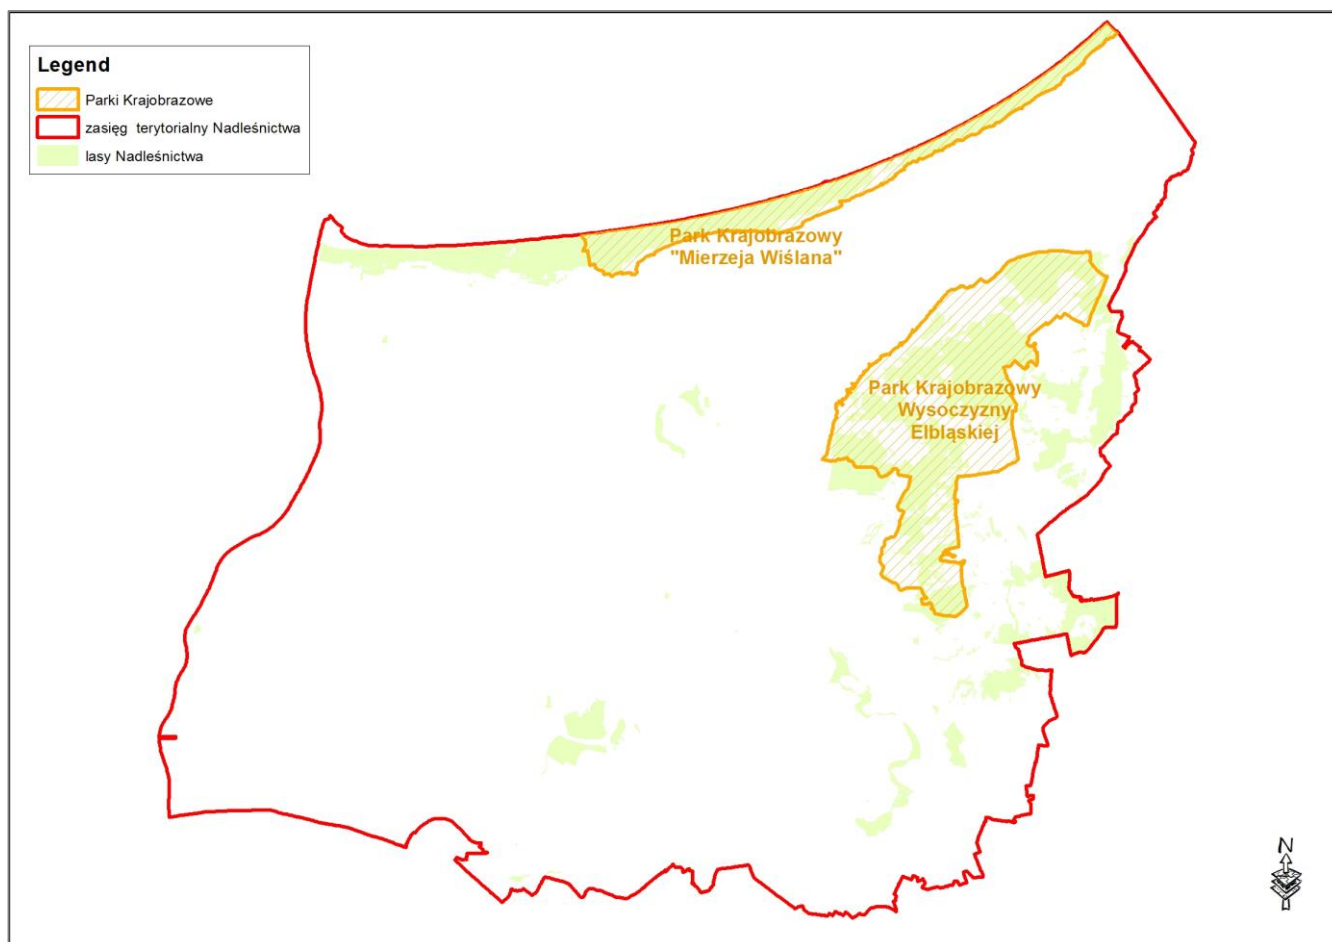 Legend
Parki Krajobrazowe
zasięg terytorialny Nadleśnictwa
lasy Nadleśnictwa
Park Krajobrazowy
"Mierzeja Wiślana"
Park Krajobrazowy
Wysoczyzny
Elbląskiej
N